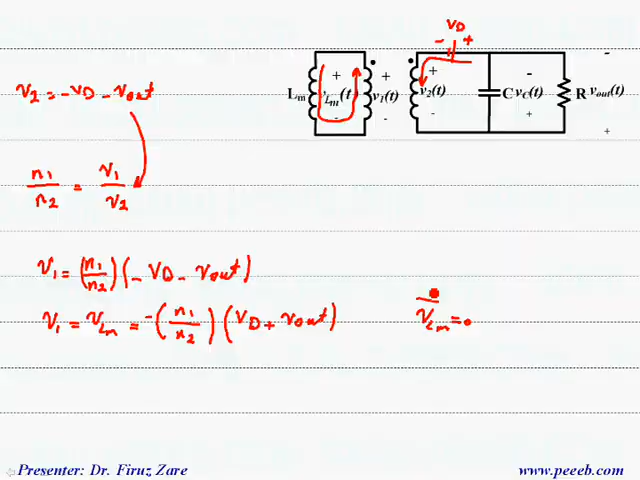 VD
- +
v2 = -VD - vout
Lm
+
vLm(t)
-
+
v1(t)
-
+
v2(t)
-
C
-
vC(t)
+
R
-
vout(t)
+
n1/n2 = v1/v2
v1 = (n1/n2) (-VD - vout)
v1 = vLm = -(n1/n2) (VD + vout)
vLm = 0
Presenter: Dr. Firuz Zare
www.peeeb.com